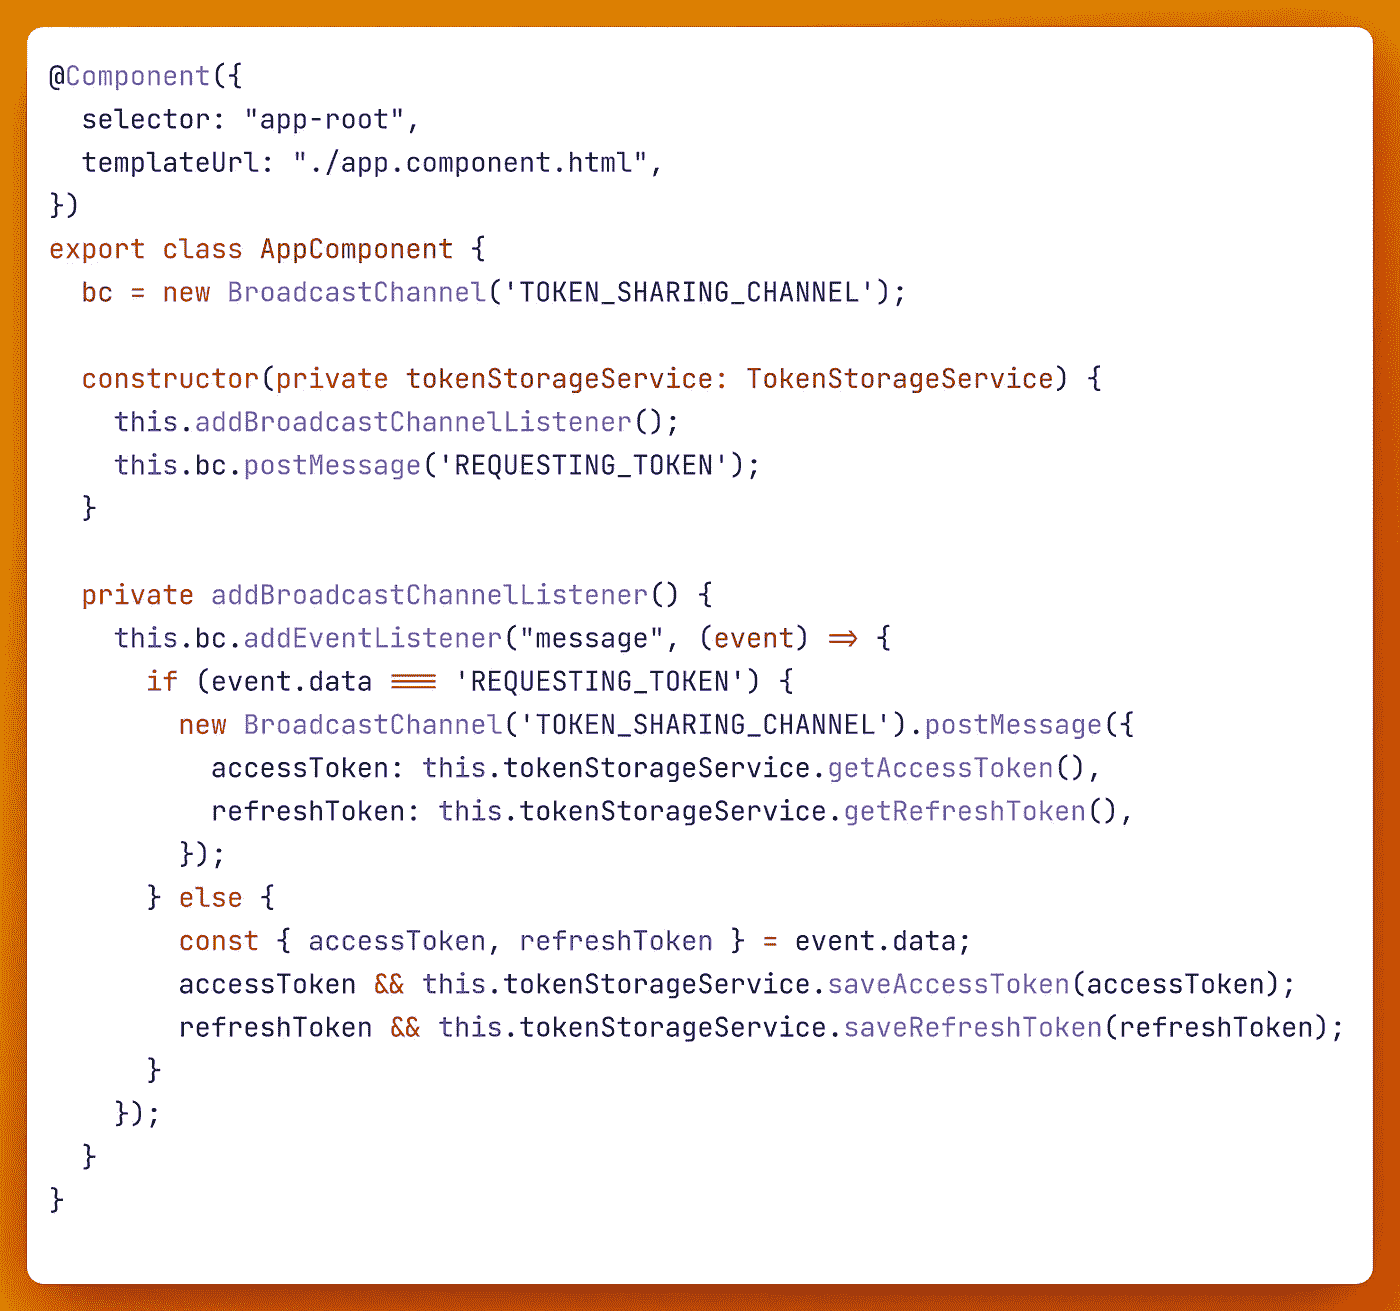 @Component({
  selector: "app-root",
  templateUrl: "./app.component.html",
})
export class AppComponent {
  bc = new BroadcastChannel('TOKEN_SHARING_CHANNEL');

  constructor(private tokenStorageService: TokenStorageService) {
    this.addBroadcastChannelListener();
    this.bc.postMessage('REQUESTING_TOKEN');
  }

  private addBroadcastChannelListener() {
    this.bc.addEventListener("message", (event) => {
      if (event.data === 'REQUESTING_TOKEN') {
        new BroadcastChannel('TOKEN_SHARING_CHANNEL').postMessage({
          accessToken: this.tokenStorageService.getAccessToken(),
          refreshToken: this.tokenStorageService.getRefreshToken(),
        });
      } else {
        const { accessToken, refreshToken } = event.data;
        accessToken && this.tokenStorageService.saveAccessToken(accessToken);
        refreshToken && this.tokenStorageService.saveRefreshToken(refreshToken);
      }
    });
  }
}